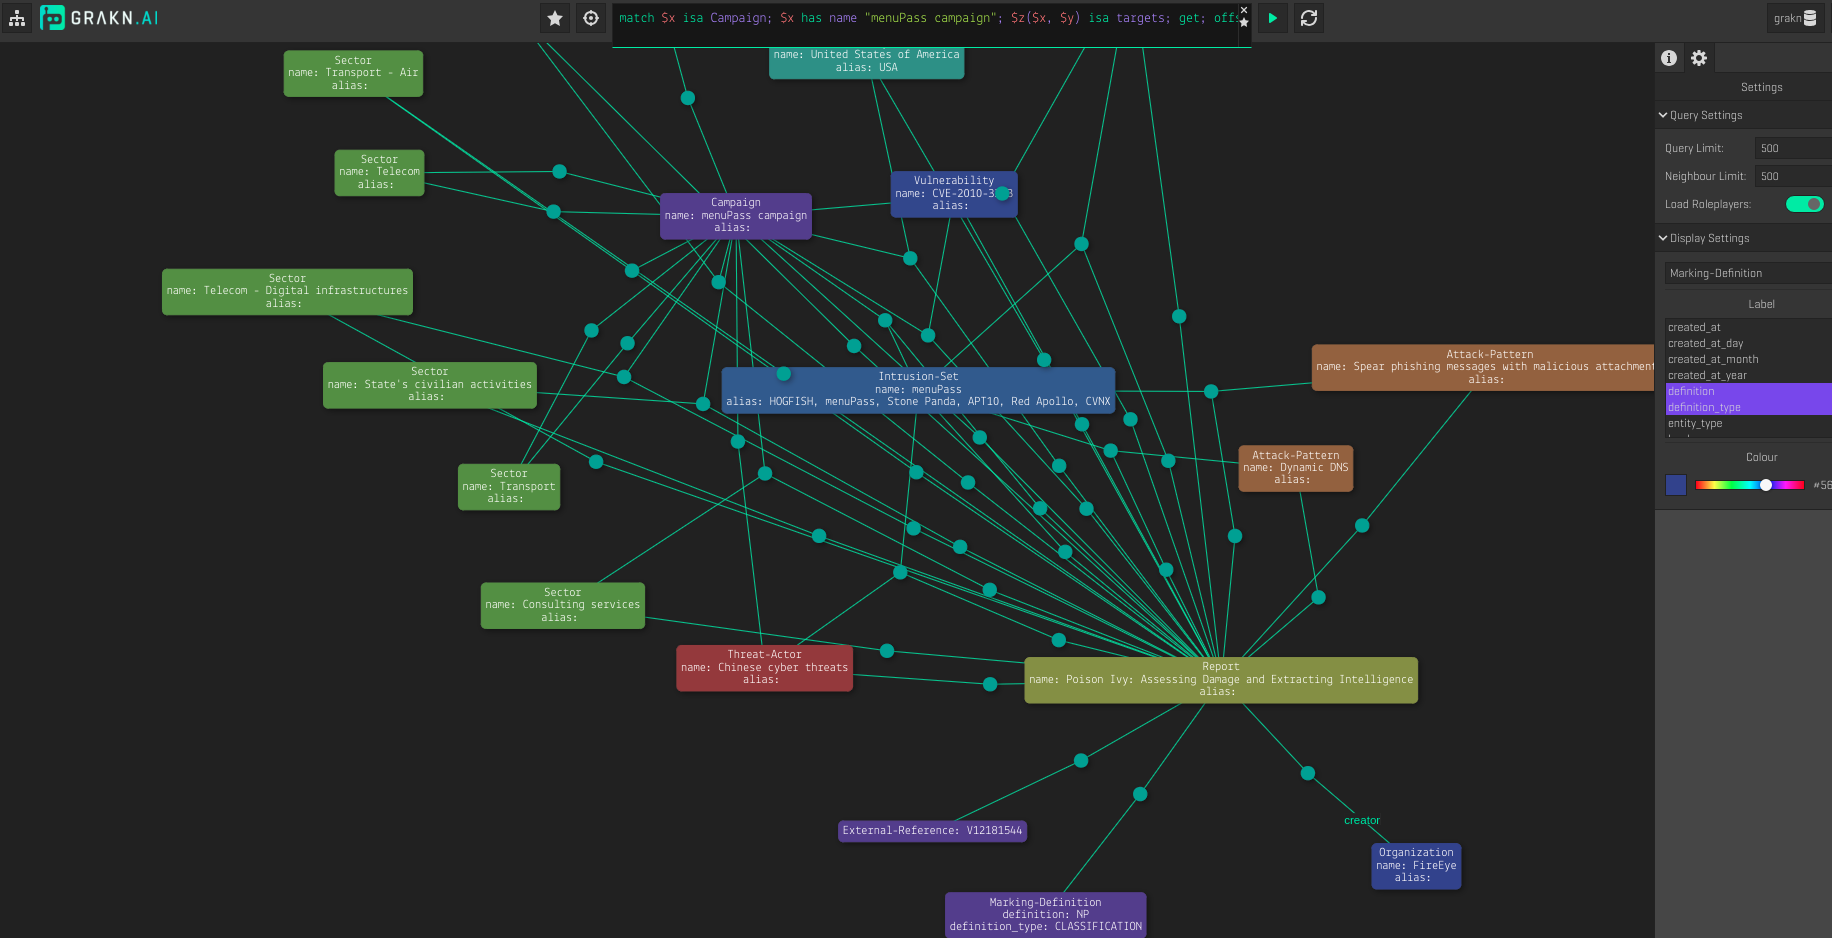 GRAKN.AI
match $x isa Campaign; $x has name "menuPass campaign"; $z($x, $y) isa targets; get;
grakn
name: United States of America
alias: USA
Sector
name: Transport - Air
alias:
Sector
name: Telecom
alias:
Campaign
name: menuPass campaign
alias:
Vulnerability
name:
alias:
Sector
name: Telecom - Digital infrastructures
alias:
Sector
name: State's civilian activities
alias:
Intrusion-Set
name: menuPass
alias: HOGFISH, menuPass, Stone Panda, APT10, Red Apollo, CVNX
Attack-Pattern
name: Spear phishing messages with malicious attachment
alias:
Attack-Pattern
name: Dynamic DNS
alias:
Sector
name: Transport
alias:
Sector
name: Consulting services
alias:
Threat-Actor
name: Chinese cyber threats
alias:
Report
name: Poison Ivy: Assessing Damage and Extracting Intelligence
alias:
External-Reference: V12181544
creator
Organization
name: FireEye
alias:
Marking-Definition
definition: NP
definition_type: CLASSIFICATION
Settings
Query Settings
Query Limit: 500
Neighbour Limit: 500
Load Roleplayers:
Display Settings
Marking-Definition
Label
created_at
created_at_day
created_at_month
created_at_year
definition
definition_type
entity_type
Colour
#56